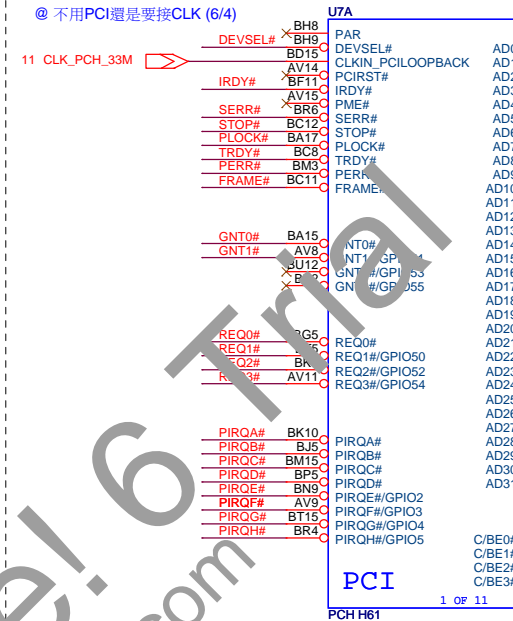 @ 不用PCI還是要接CLK (6/4)
U7A
BH8 PAR
DEVSEL# BH9 DEVSEL# AD0
11 CLK_PCH_33M BD15 CLKIN_PCILOOPBACK AD1
AV14 PCIRST# AD2
IRDY# BF11 IRDY# AD3
AV15 PME# AD4
SERR# BR6 SERR# AD5
STOP# BC12 STOP# AD6
PLOCK# BA17 PLOCK# AD7
TRDY# BC8 TRDY# AD8
PERR# BM3 AD9
FRAME# BC11 AD10
AD11
AD12
AD13
GNT0# BA15 AD14
GNT1# AV8 AD15
BU12 AD16
AD17
AD18
AD19
AD20
REQ0# BG5 REQ0# AD21
REQ1# REQ1#/GPIO50 AD22
REQ2#/GPIO52 AD23
AV11 REQ3#/GPIO54 AD24
AD25
AD26
AD27
PIRQA# BK10 PIRQA# AD28
PIRQB# BJ5 PIRQB# AD29
PIRQC# BM15 PIRQC# AD30
PIRQD# BP5 PIRQD# AD31
PIRQE# BN9 PIRQE#/GPIO2
PIRQF# AV9 PIRQF#/GPIO3
PIRQG# BT15 PIRQG#/GPIO4
PIRQH# BR4 PIRQH#/GPIO5
C/BE0#
C/BE1#
C/BE2#
C/BE3#
PCI
1 OF 11
PCH H61
e! 6 Trial
com